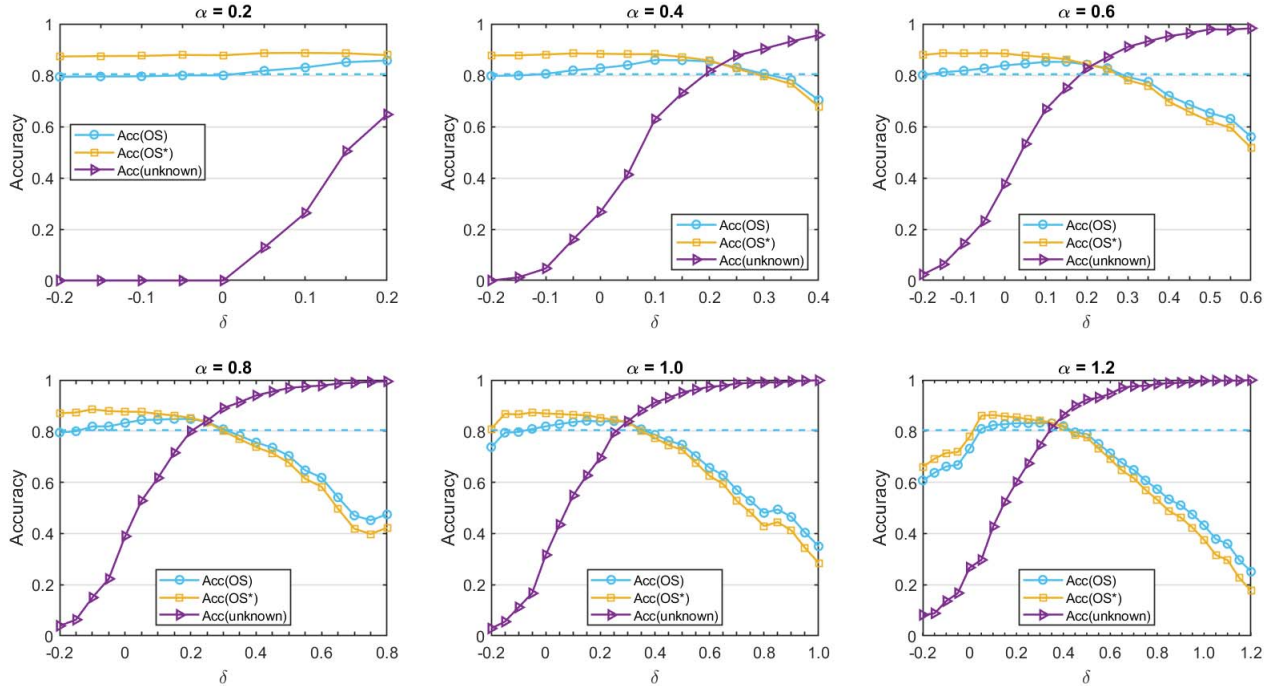 α = 0.2
1
0.8
0.6
0.4
0.2
0
Accuracy
Acc(OS)
Acc(OS*)
Acc(unknown)
-0.2 -0.1 0 0.1 0.2
δ
α = 0.4
1
0.8
0.6
0.4
0.2
0
Accuracy
Acc(OS)
Acc(OS*)
Acc(unknown)
-0.2 -0.1 0 0.1 0.2 0.3 0.4
δ
α = 0.6
1
0.8
0.6
0.4
0.2
0
Accuracy
Acc(OS)
Acc(OS*)
Acc(unknown)
-0.2 -0.1 0 0.1 0.2 0.3 0.4 0.5 0.6
δ
α = 0.8
1
0.8
0.6
0.4
0.2
0
Accuracy
Acc(OS)
Acc(OS*)
Acc(unknown)
-0.2 0 0.2 0.4 0.6 0.8
δ
α = 1.0
1
0.8
0.6
0.4
0.2
0
Accuracy
Acc(OS)
Acc(OS*)
Acc(unknown)
-0.2 0 0.2 0.4 0.6 0.8 1.0
δ
α = 1.2
1
0.8
0.6
0.4
0.2
0
Accuracy
Acc(OS)
Acc(OS*)
Acc(unknown)
-0.2 0 0.2 0.4 0.6 0.8 1.0 1.2
δ